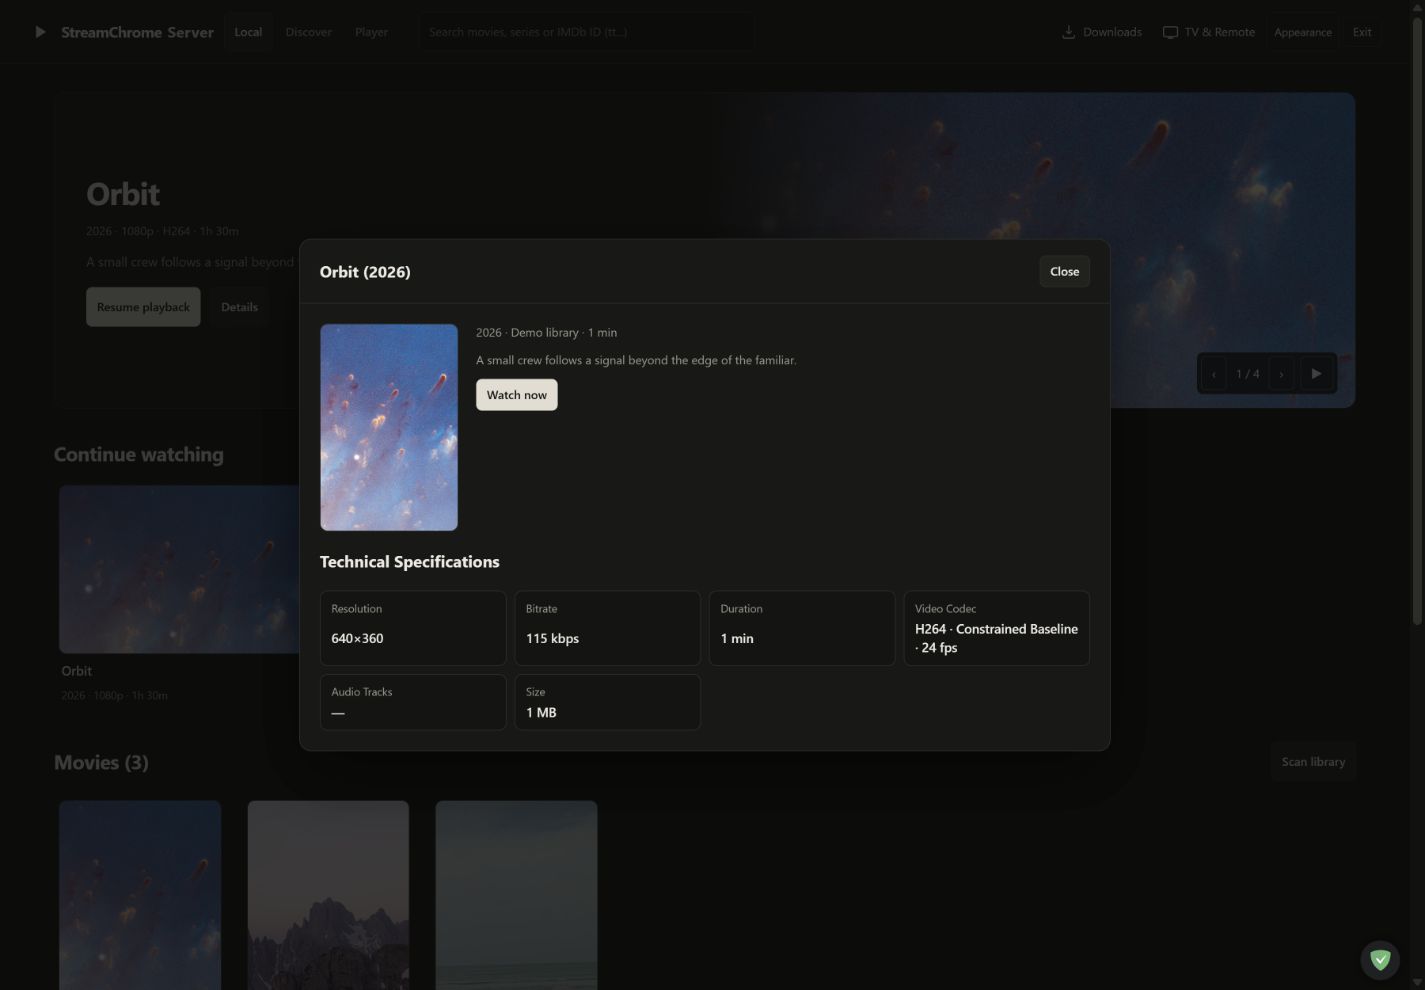 StreamChrome Server
Local
Discover
Player
Search movies, series or IMDb ID (tt...)
Downloads
TV & Remote
Appearance
Exit
Orbit
2026 · 1080p · H264 · 1h 30m
A small crew follows a signal beyond
Resume playback
Details
‹ 1 / 4 ›
Orbit (2026)
Close
2026 · Demo library · 1 min
A small crew follows a signal beyond the edge of the familiar.
Watch now
Technical Specifications
Resolution
640×360
Bitrate
115 kbps
Duration
1 min
Video Codec
H264 · Constrained Baseline
· 24 fps
Audio Tracks
—
Size
1 MB
Continue watching
Orbit
2026 · 1080p · 1h 30m
Movies (3)
Scan library